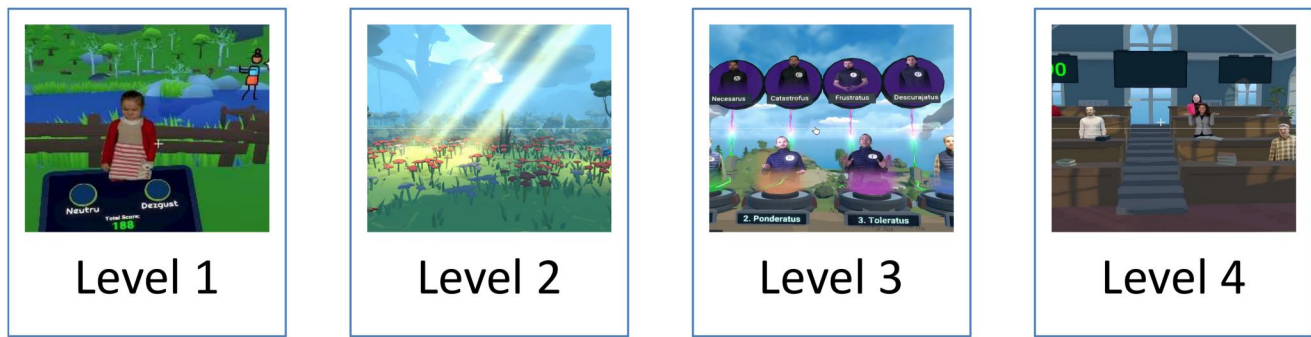 Neutru
Dezgust
Total Score:
188
Level 1
Level 2
Necesarus
Catastrofus
Frustratus
Descurajatus
2. Ponderatus
3. Toleratus
Level 3
00
Level 4